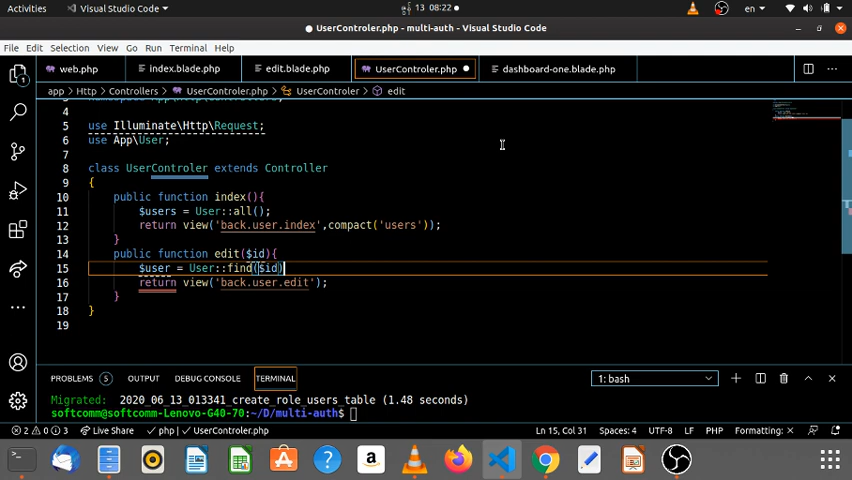 Activities Visual Studio Code 13 08:22 en
UserControler.php - multi-auth - Visual Studio Code
File Edit Selection View Go Run Terminal Help
web.php index.blade.php edit.blade.php UserControler.php dashboard-one.blade.php
app > Http > Controllers > UserControler.php > UserControler > edit
4
5 use Illuminate\Http\Request;
6 use App\User;
7
8 class UserControler extends Controller
9 {
10 public function index(){
11 $users = User::all();
12 return view('back.user.index',compact('users'));
13 }
14 public function edit($id){
15 $user = User::find($id)
16 return view('back.user.edit');
17 }
18 }
19
PROBLEMS 5 OUTPUT DEBUG CONSOLE TERMINAL 1: bash
Migrated: 2020_06_13_013341_create_role_users_table (1.48 seconds)
softcomm@softcomm-Lenovo-G40-70:~/D/multi-auth$
2 0 3 Live Share php | UserControler.php Ln 15, Col 31 Spaces: 4 UTF-8 LF PHP Formatting: ×